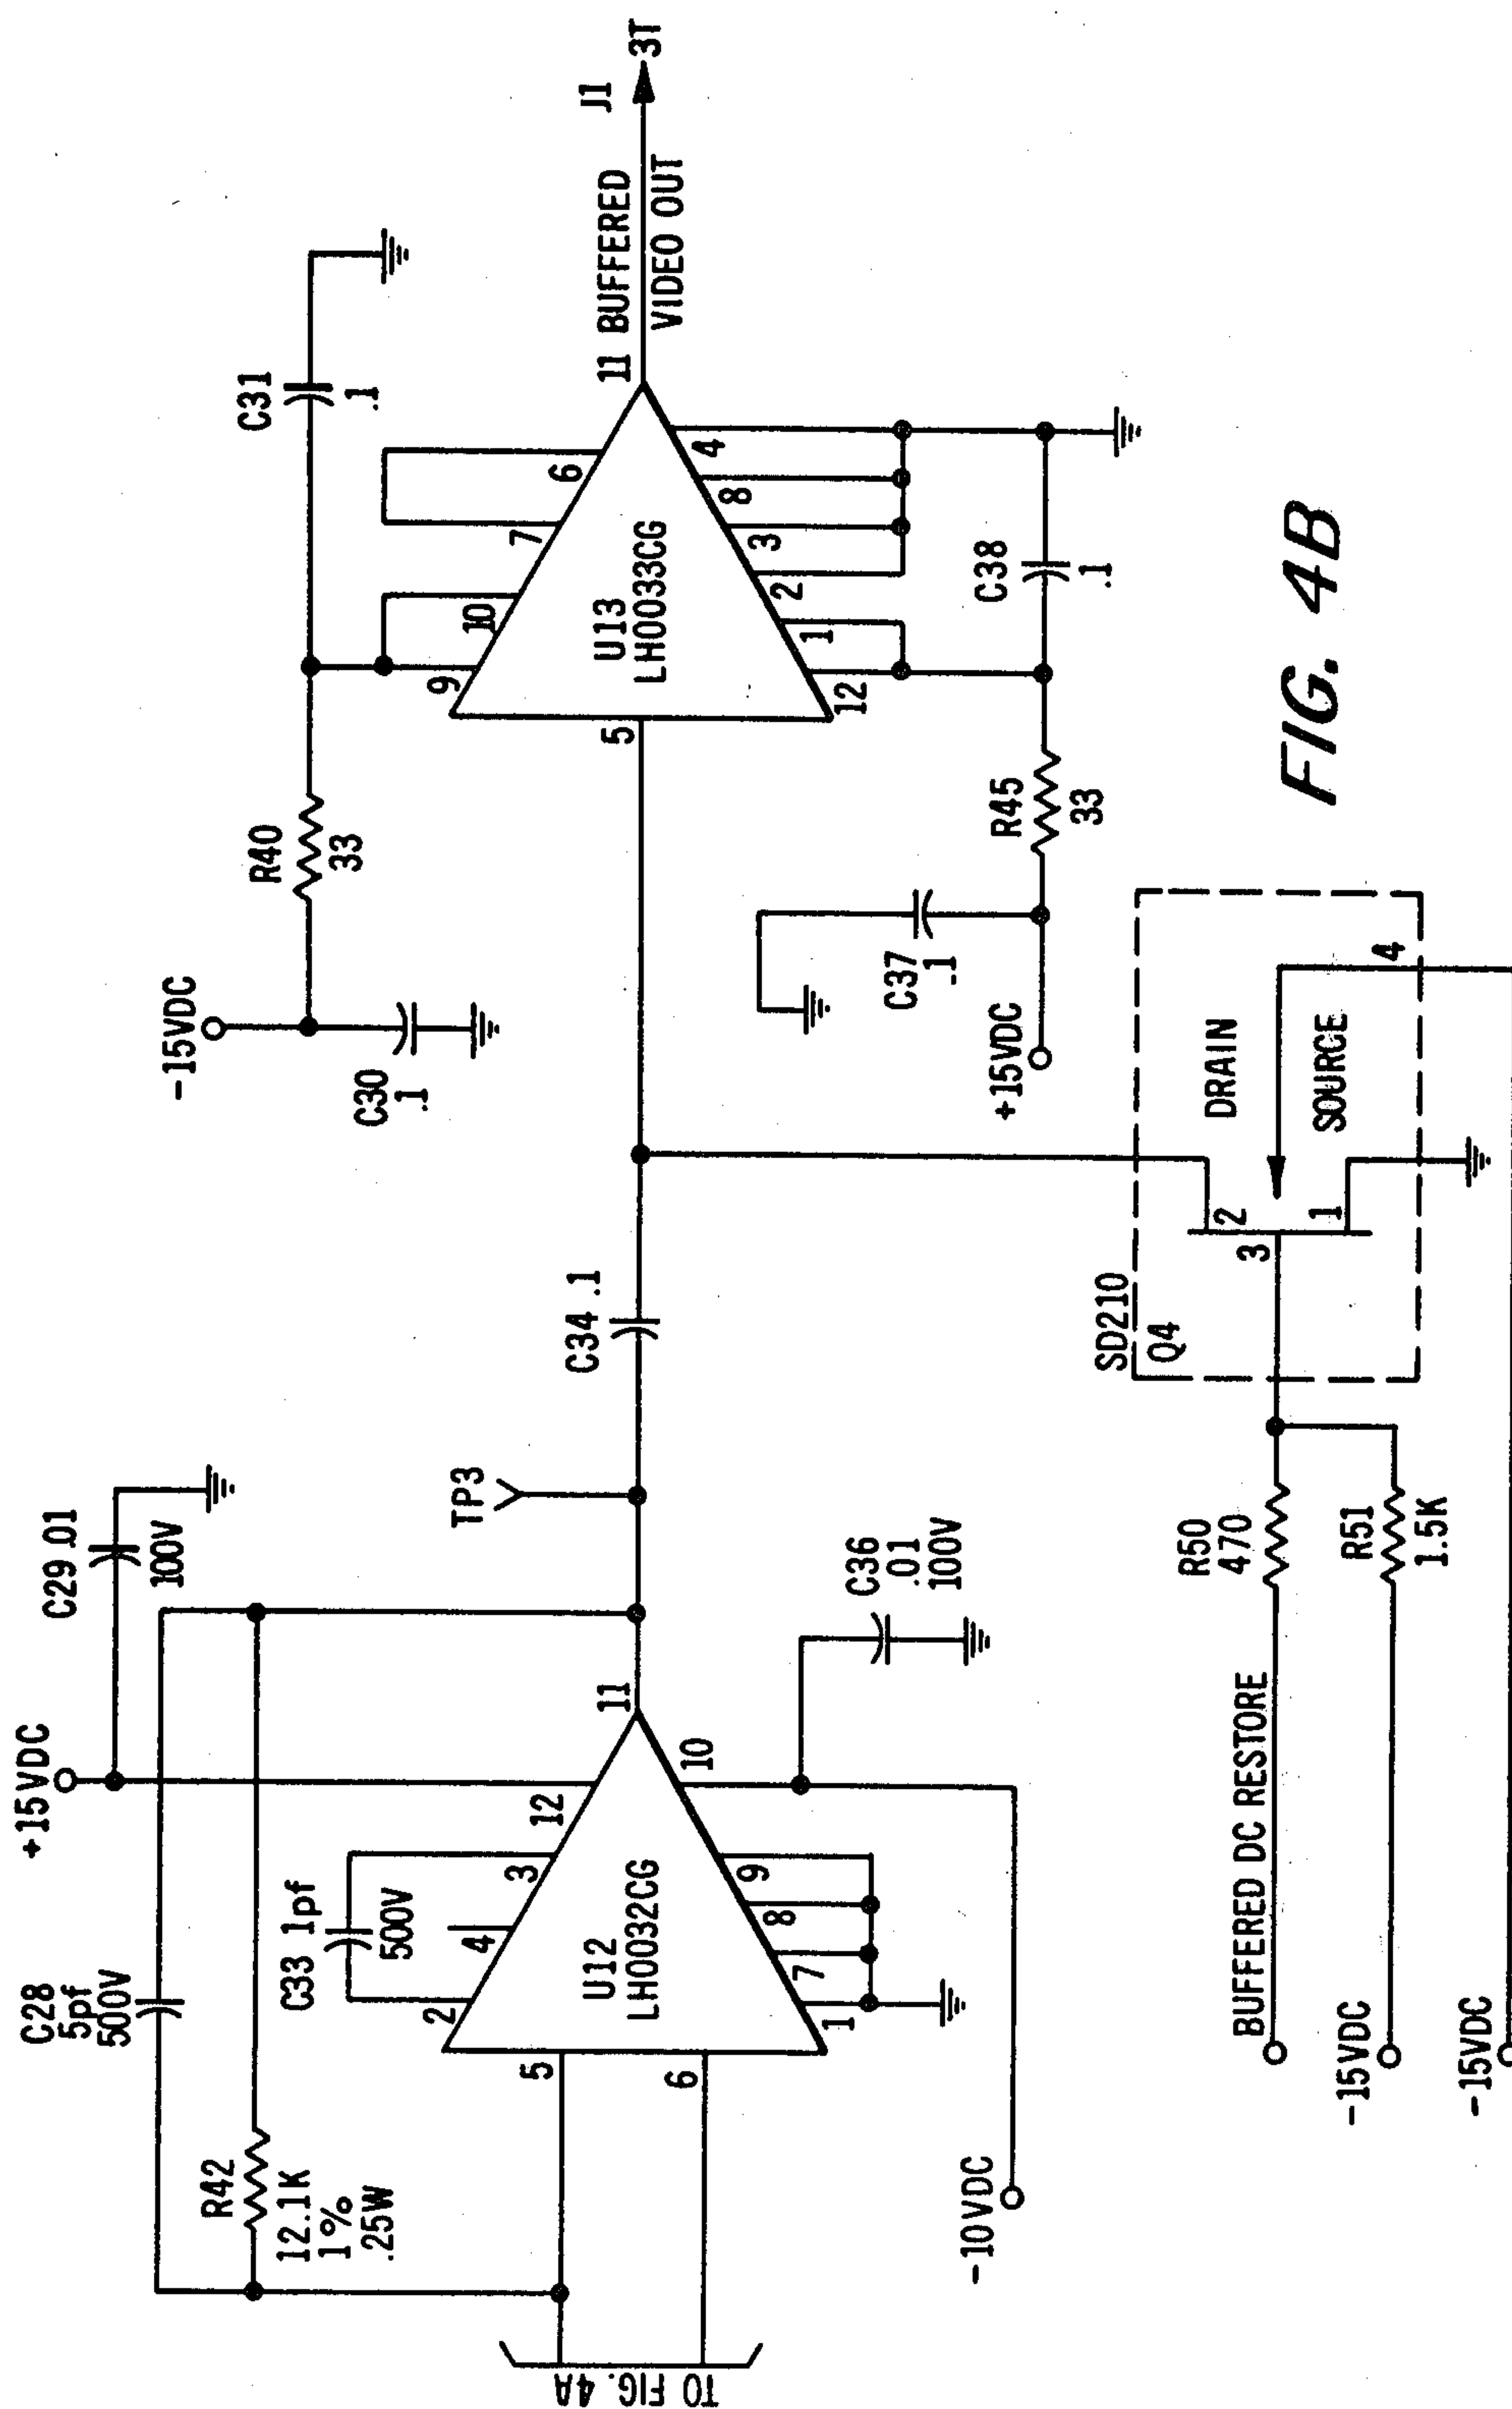 +15VDC
C29 .01
100V
C28
5pf
500V
R42
12.1K
1%
.25W
C33 1pf
500V
2
4
3
12
U12
LH0032CG
5
6
11
1
7
8
9
10
TO FIG. 4A
-10VDC
C36
.01
100V
TP3
C34 .1
-15VDC
C30
.1
R40
33
C31
.1
9
10
7
6
U13
LH0033CG
5
11
BUFFERED
VIDEO OUT
J1
3T
12
1
2
3
8
4
C37
.1
+15VDC
R45
33
C38
.1
SD210
Q4
DRAIN
SOURCE
2
3
1
4
BUFFERED DC RESTORE
R50
470
R51
1.5K
-15VDC
-15VDC
FIG. 4B